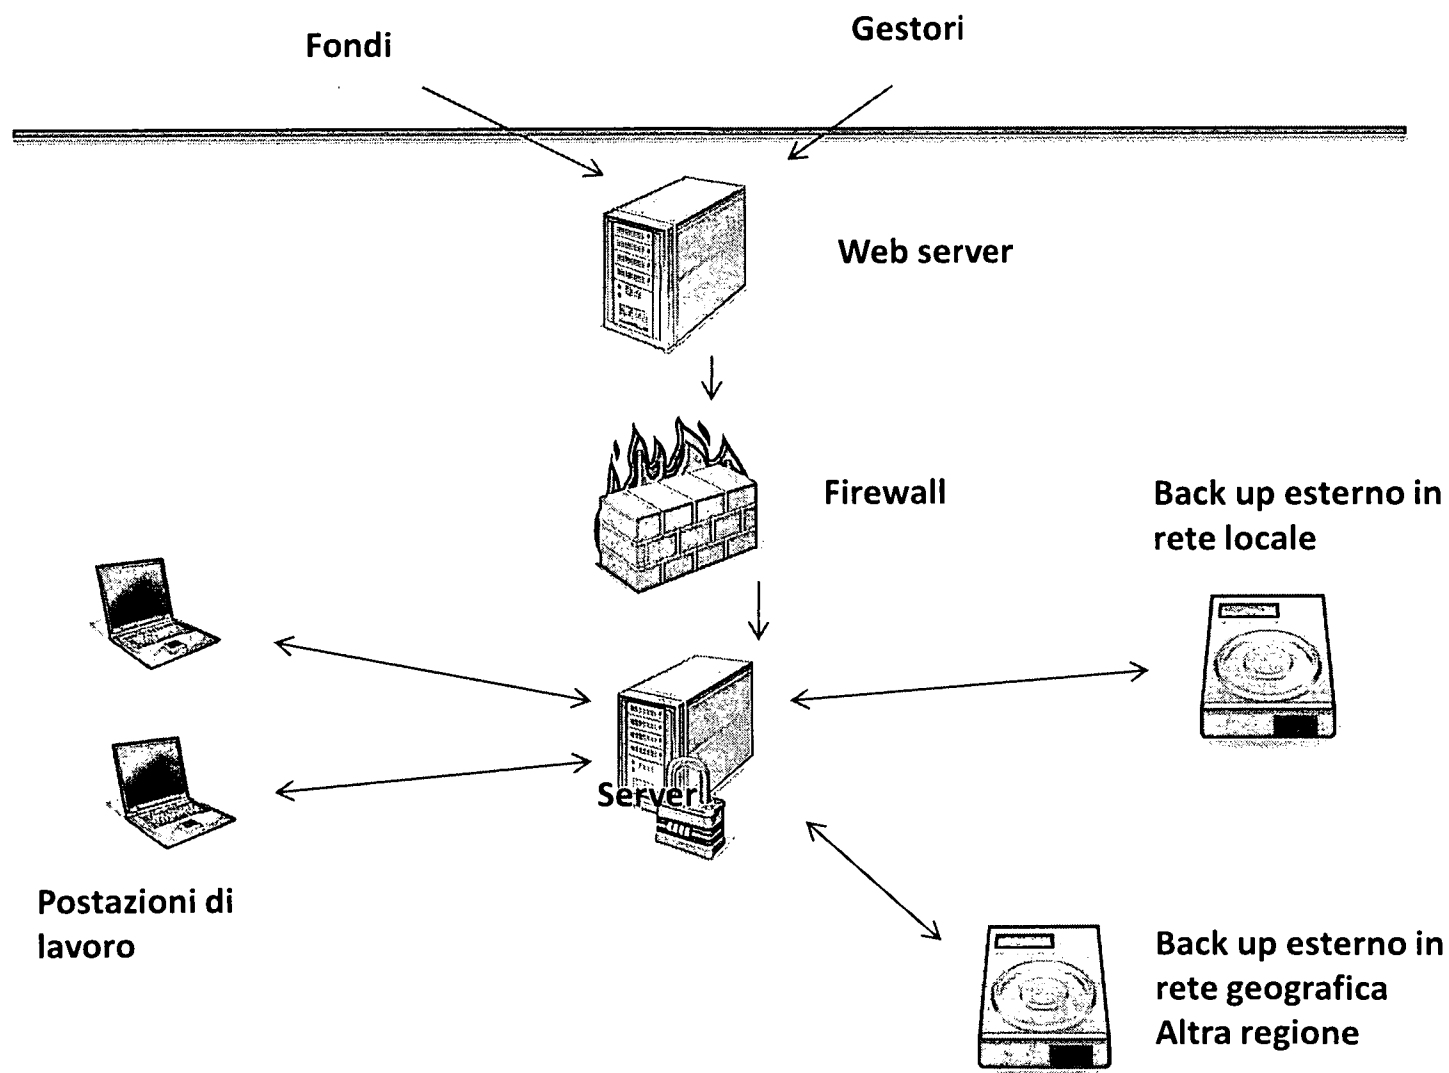 Fondi
Gestori
Web server
Firewall
Back up esterno in
rete locale
Server
Postazioni di
lavoro
Back up esterno in
rete geografica
Altra regione